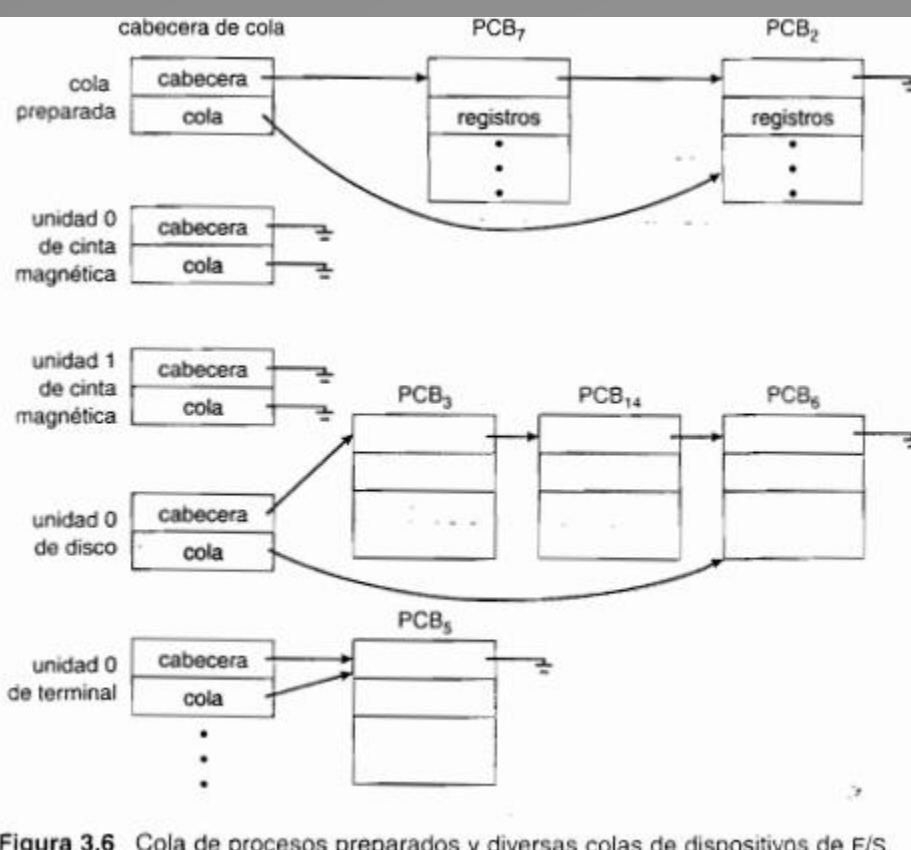 cabecera de cola
PCB7
PCB2
cola
preparada
cabecera
cola
registros
registros
unidad 0
de cinta
magnética
cabecera
cola
unidad 1
de cinta
magnética
cabecera
cola
PCB3
PCB14
PCB6
unidad 0
de disco
cabecera
cola
PCB5
unidad 0
de terminal
cabecera
cola
Figura 3.6 Cola de procesos preparados y diversas colas de dispositivos de E/S.